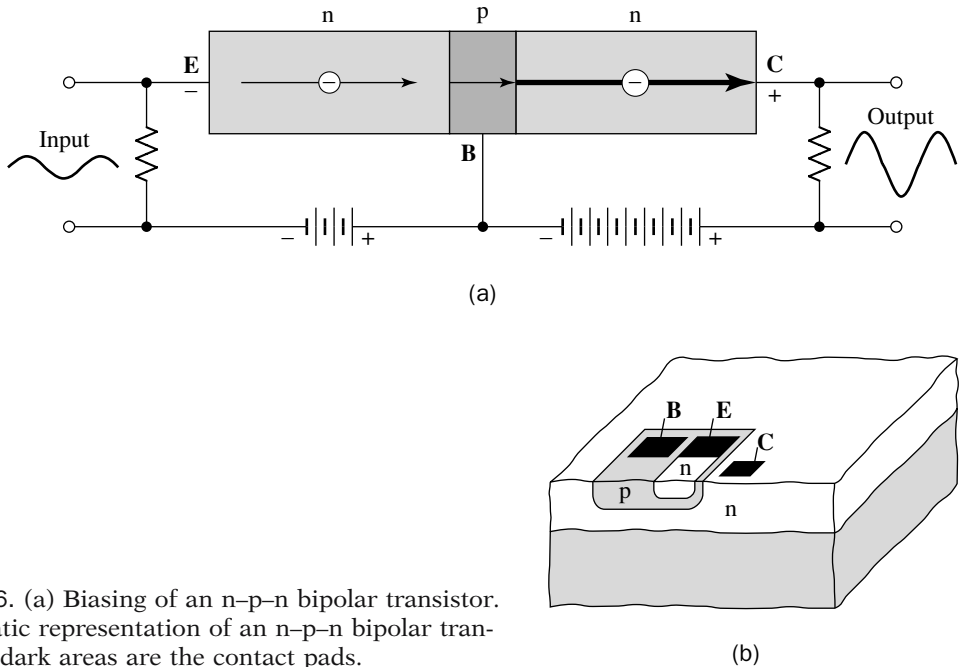 n p n
E C
− − − +
Input Output
B
− + − +
(a)
B E C
n
p n
6. (a) Biasing of an n–p–n bipolar transistor.
atic representation of an n–p–n bipolar tran-
dark areas are the contact pads.
(b)